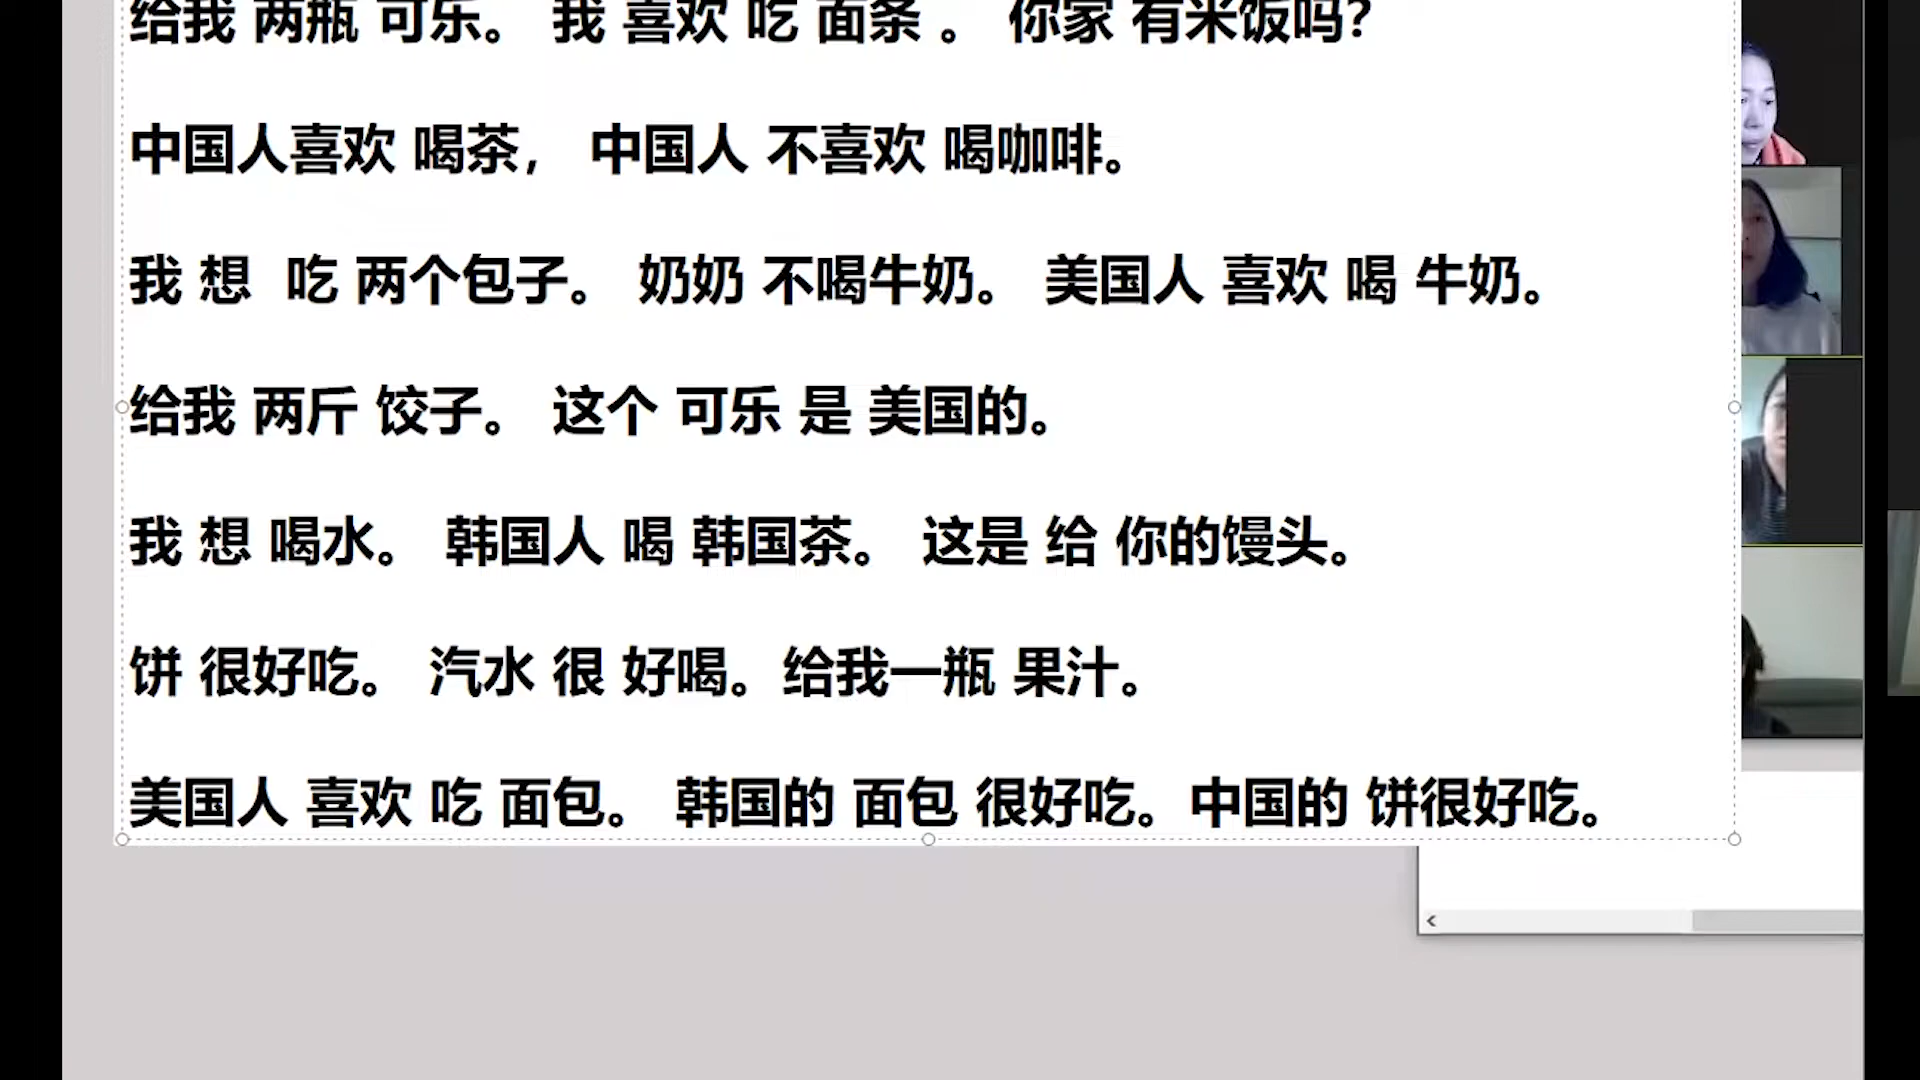 给我 两瓶 可乐。 我 喜欢 吃 面条 。 你家 有米饭吗?
中国人喜欢 喝茶， 中国人 不喜欢 喝咖啡。
我 想 吃 两个包子。 奶奶 不喝牛奶。 美国人 喜欢 喝 牛奶。
给我 两斤 饺子。 这个 可乐 是 美国的。
我 想 喝水。 韩国人 喝 韩国茶。 这是 给 你的馒头。
饼 很好吃。 汽水 很 好喝。给我一瓶 果汁。
美国人 喜欢 吃 面包。 韩国的 面包 很好吃。中国的 饼很好吃。